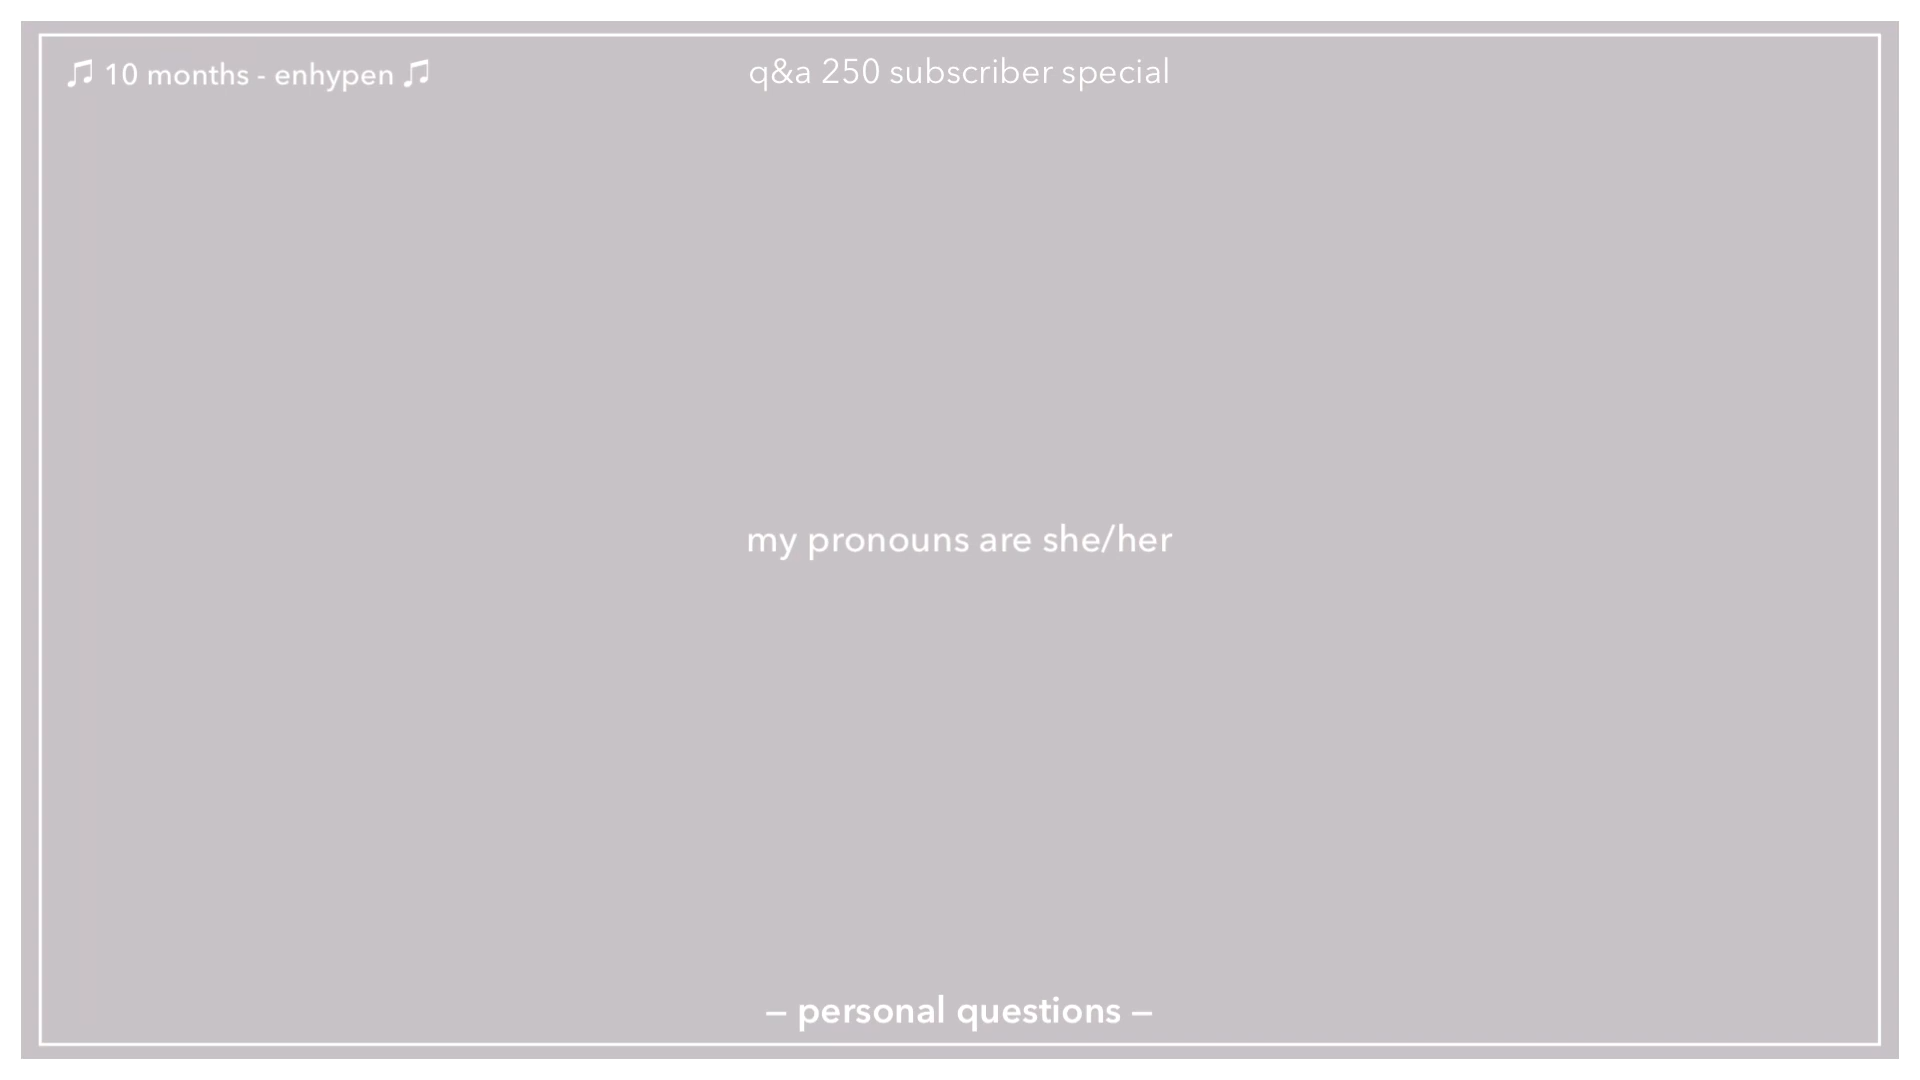 ♫ 10 months - enhypen ♫
q&a 250 subscriber special
my pronouns are she/her
– personal questions –